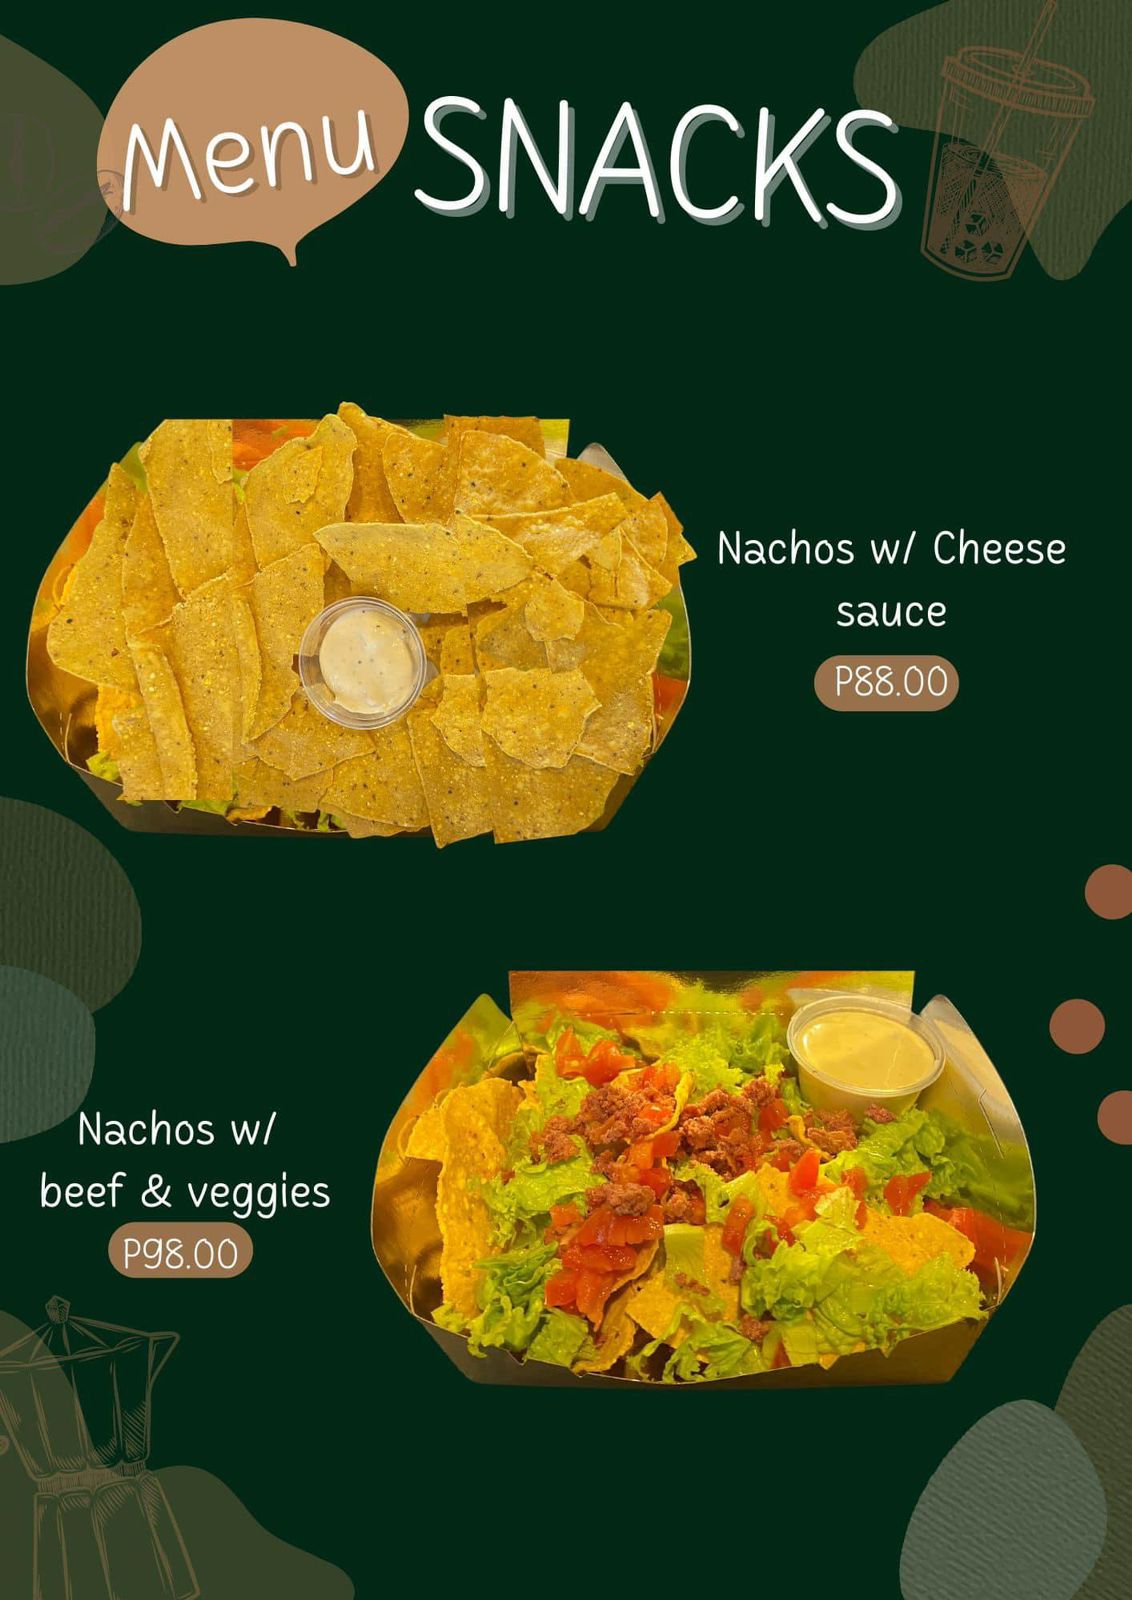 Menu SNACKS
Nachos w/ Cheese
sauce
P88.00
Nachos w/
beef & veggies
P98.00